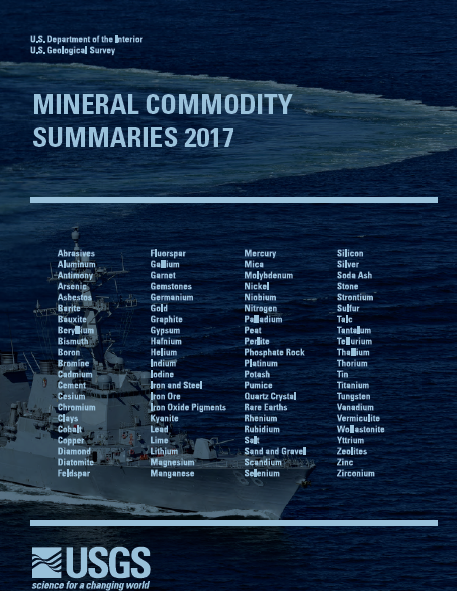 U.S. Department of the Interior
U.S. Geological Survey
MINERAL COMMODITY
SUMMARIES 2017
Abrasives
Aluminum
Antimony
Arsenic
Asbestos
Barite
Bauxite
Beryllium
Bismuth
Boron
Bromine
Cadmium
Cement
Cesium
Chromium
Clays
Cobalt
Copper
Diamond
Diatomite
Feldspar
Fluorspar
Gallium
Garnet
Gemstones
Germanium
Gold
Graphite
Gypsum
Hafnium
Helium
Indium
Iodine
Iron and Steel
Iron Ore
Iron Oxide Pigments
Kyanite
Lead
Lime
Lithium
Magnesium
Manganese
Mercury
Mica
Molybdenum
Nickel
Niobium
Nitrogen
Palladium
Peat
Perlite
Phosphate Rock
Platinum
Potash
Pumice
Quartz Crystal
Rare Earths
Rhenium
Rubidium
Salt
Sand and Gravel
Scandium
Selenium
Silicon
Silver
Soda Ash
Stone
Strontium
Sulfur
Talc
Tantalum
Tellurium
Thallium
Thorium
Tin
Titanium
Tungsten
Vanadium
Vermiculite
Wollastonite
Yttrium
Zeolites
Zinc
Zirconium
USGS
science for a changing world